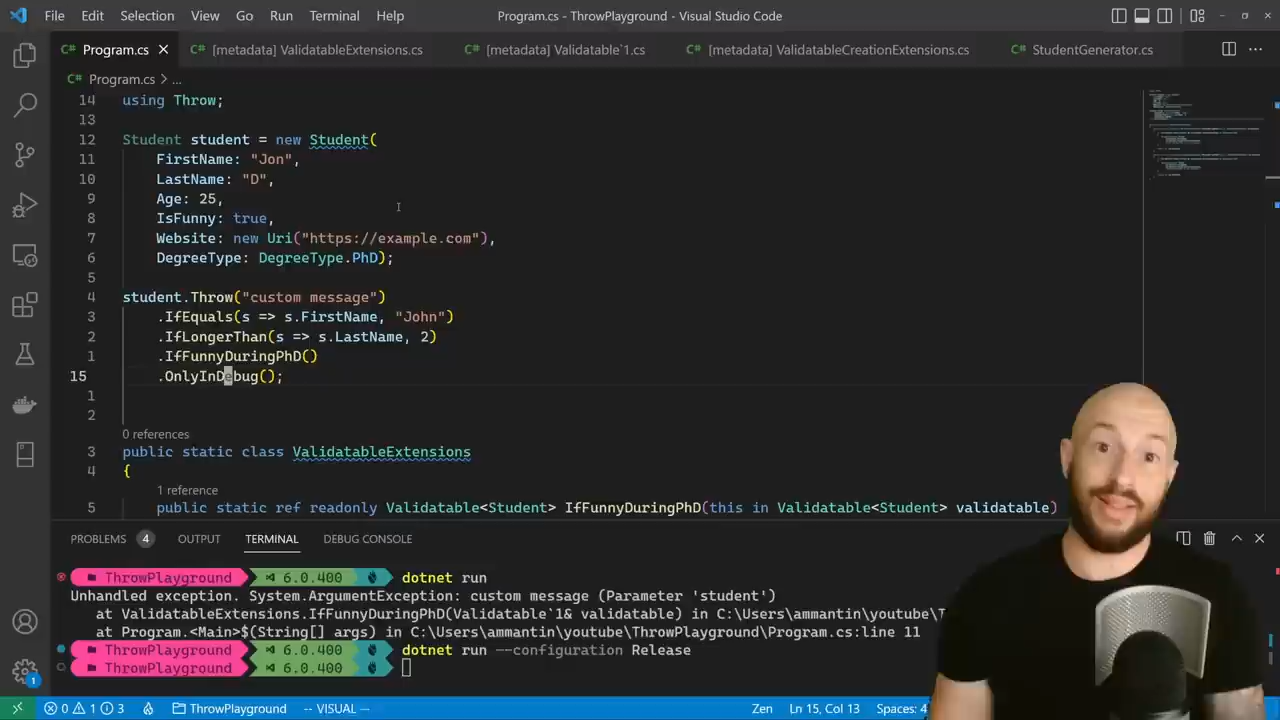 File Edit Selection View Go Run Terminal Help Program.cs - ThrowPlayground - Visual Studio Code
C# Program.cs C# [metadata] ValidatableExtensions.cs C# [metadata] Validatable`1.cs C# [metadata] ValidatableCreationExtensions.cs C# StudentGenerator.cs
C# Program.cs > ...
14 using Throw;
13
12 Student student = new Student(
11 FirstName: "Jon",
10 LastName: "D",
9 Age: 25,
8 IsFunny: true,
7 Website: new Uri("https://example.com"),
6 DegreeType: DegreeType.PhD);
5
4 student.Throw("custom message")
3 .IfEquals(s => s.FirstName, "John")
2 .IfLongerThan(s => s.LastName, 2)
1 .IfFunnyDuringPhD()
15 .OnlyInDebug();
1
2
0 references
3 public static class ValidatableExtensions
4 {
1 reference
5 public static ref readonly Validatable<Student> IfFunnyDuringPhD(this in Validatable<Student> validatable)
PROBLEMS 4 OUTPUT TERMINAL DEBUG CONSOLE
ThrowPlayground 6.0.400 dotnet run
Unhandled exception. System.ArgumentException: custom message (Parameter 'student')
at ValidatableExtensions.IfFunnyDuringPhD(Validatable`1& validatable) in C:\Users\ammantin\youtube\T
at Program.<Main>$(String[] args) in C:\Users\ammantin\youtube\ThrowPlayground\Program.cs:line 11
ThrowPlayground 6.0.400 dotnet run --configuration Release
ThrowPlayground 6.0.400
1
0 1 3 ThrowPlayground -- VISUAL -- Zen Ln 15, Col 13 Spaces: 4